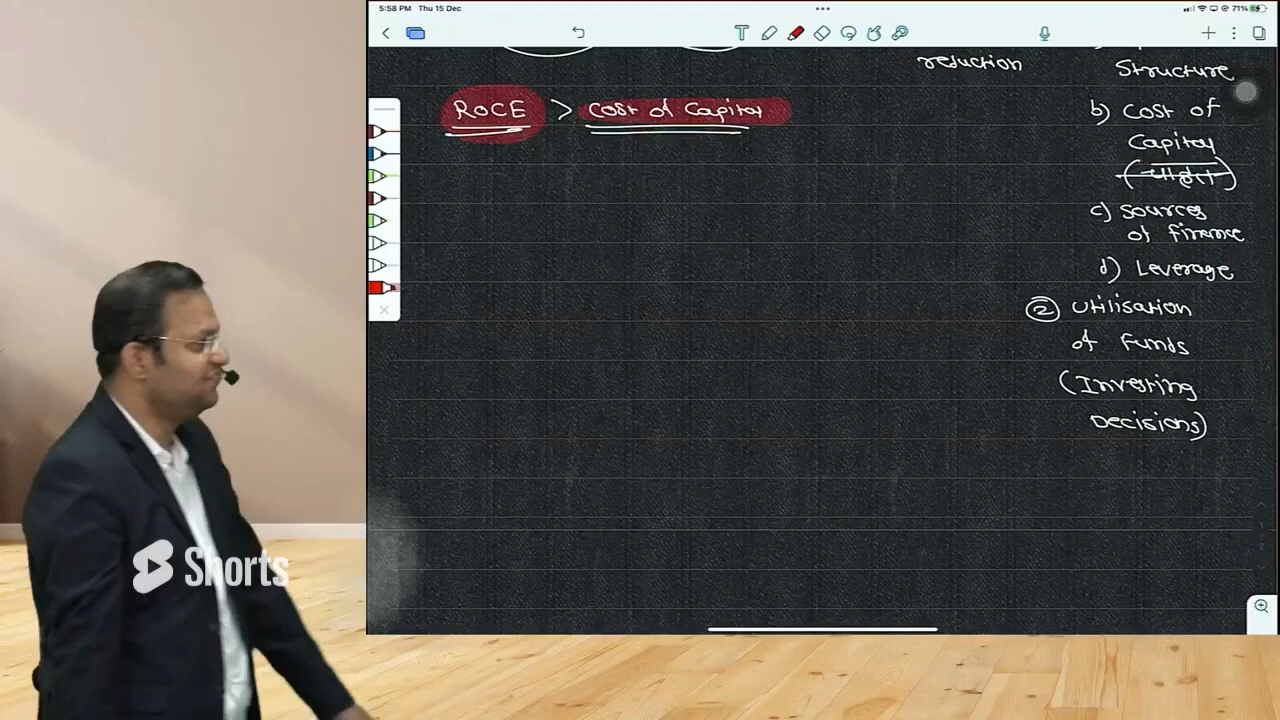 5:58 PM Thu 15 Dec
71%
T
reduction
Structure
RoCE > Cost of Capital
b) Cost of
Capital
c) Sources
of Finance
d) Leverage
② Utilisation
of Funds
(Investing
Decisions)
Shorts